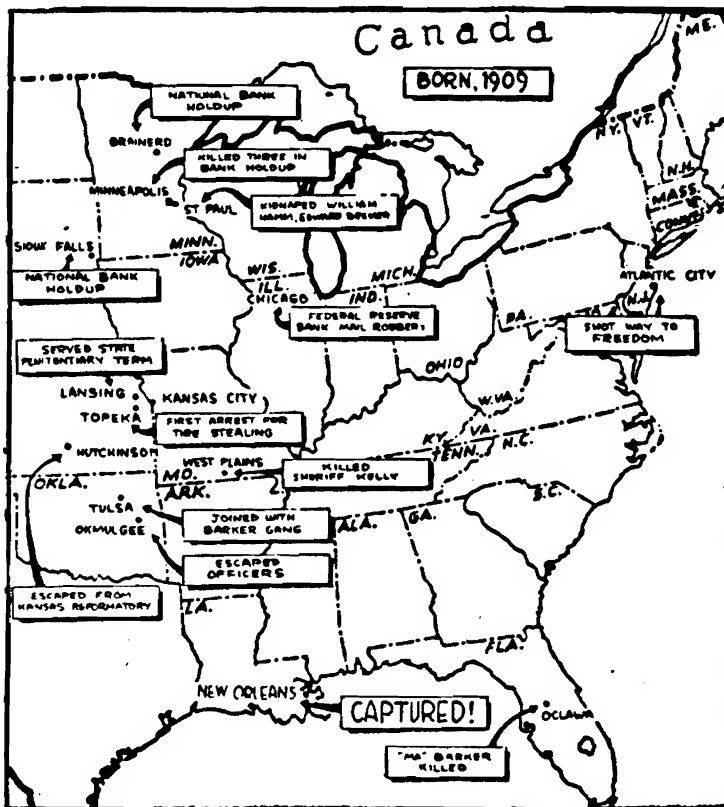 Canada
ME.
BORN, 1909
NATIONAL BANK
HOLDUP
BRAINERD
N.Y. VT.
KILLED THREE IN
BANK HOLDUP
N.H.
MINNEAPOLIS
ST PAUL
KIDNAPED WILLIAM
HAMM, EDWARD BREMER
MASS.
CONN.
SIOUX FALLS
MINN.
IOWA
NATIONAL BANK
HOLDUP
WIS.
ILL.
MICH.
CHICAGO
IND.
ATLANTIC CITY
N.J.
FEDERAL RESERVE
BANK MAIL ROBBERY
PA.
SHOT WAY TO
FREEDOM
SERVED STATE
PENITENTIARY TERM
OHIO
LANSING
KANSAS CITY
W.VA.
TOPEKA
FIRST ARREST FOR
TIRE STEALING
KY.
VA.
HUTCHINSON
TENN.
N.C.
WEST PLAINS
KILLED
SHERIFF KELLY
OKLA.
MO.
ARK.
S.C.
TULSA
JOINED WITH
BARKER GANG
ALA.
GA.
OKMULGEE
ESCAPED
OFFICERS
ESCAPED FROM
KANSAS REFORMATORY
LA.
FLA.
NEW ORLEANS
CAPTURED!
OCLAWA
"MA" BARKER
KILLED